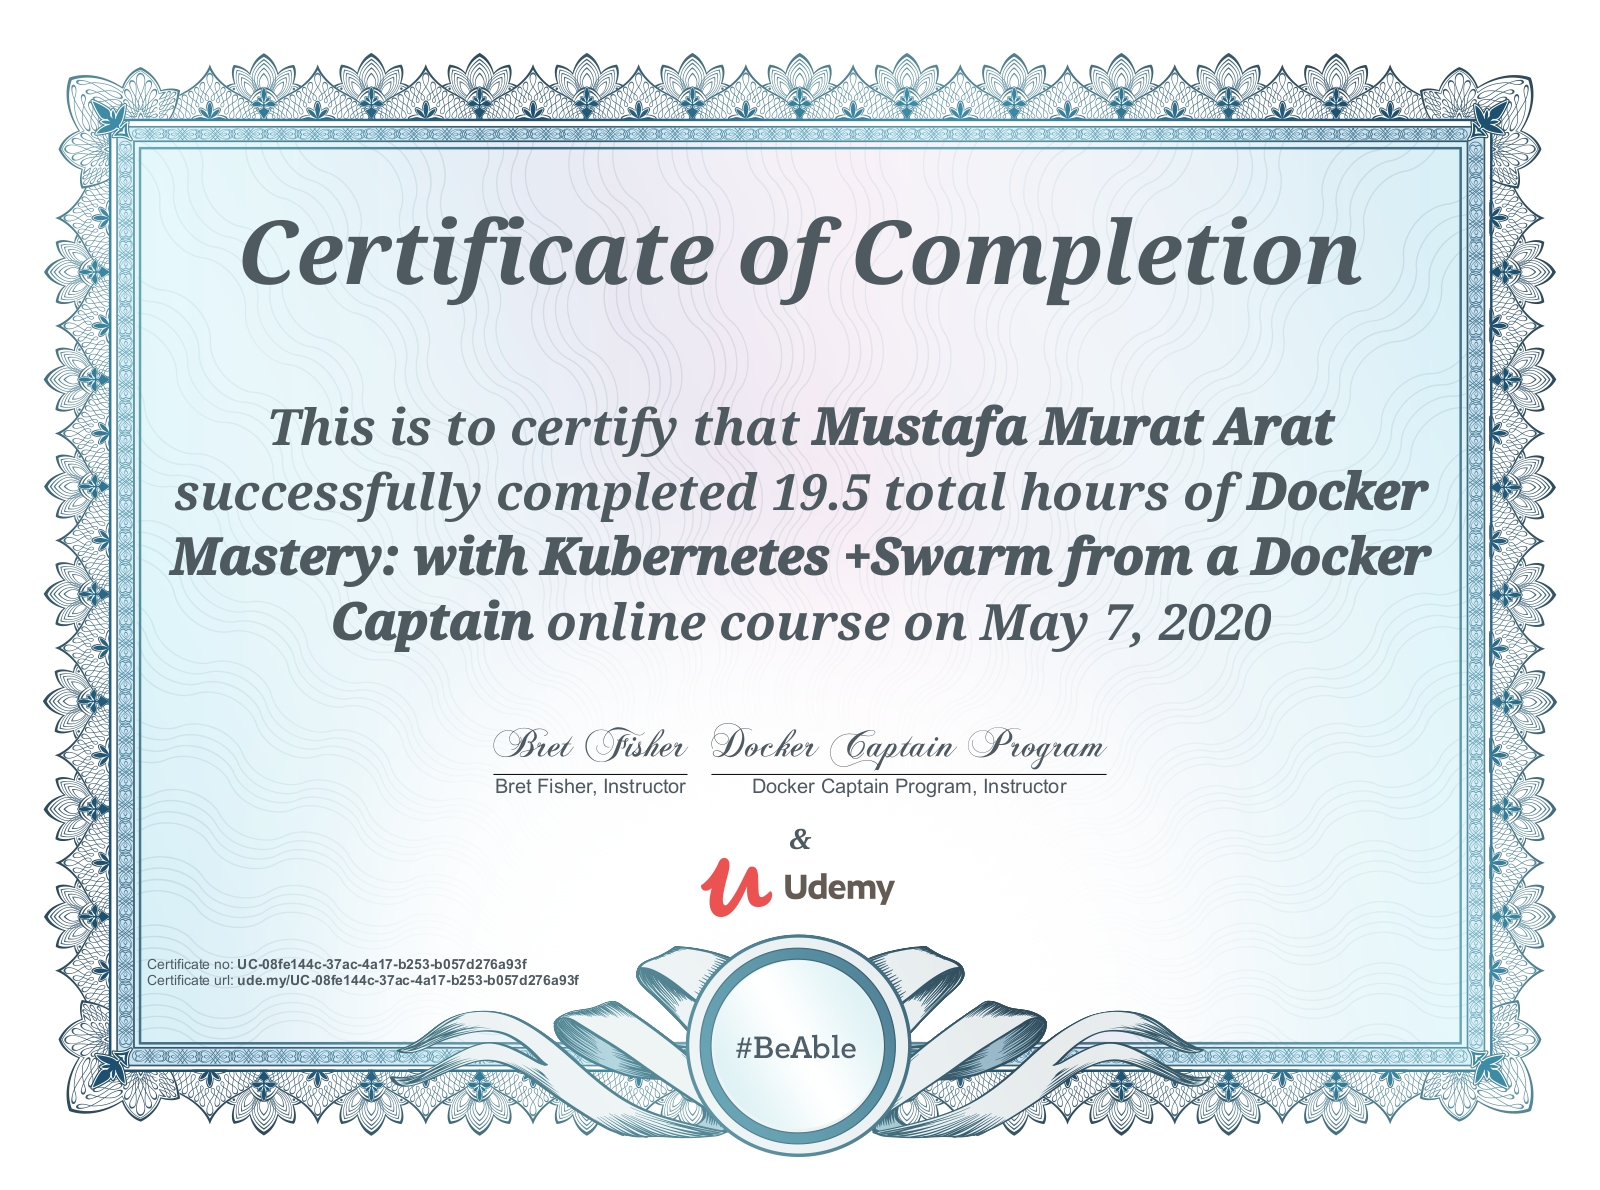 Certificate of Completion
This is to certify that Mustafa Murat Arat
successfully completed 19.5 total hours of Docker
Mastery: with Kubernetes +Swarm from a Docker
Captain online course on May 7, 2020
Bret Fisher
Bret Fisher, Instructor
Docker Captain Program
Docker Captain Program, Instructor
&
Udemy
Certificate no: UC-08fe144c-37ac-4a17-b253-b057d276a93f
Certificate url: ude.my/UC-08fe144c-37ac-4a17-b253-b057d276a93f
#BeAble